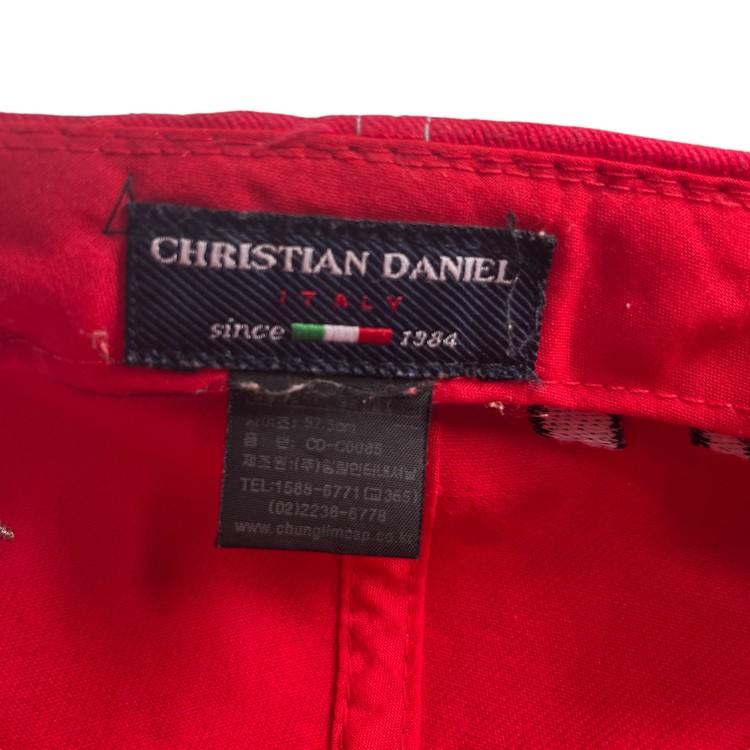 CHRISTIAN DANIEL
ITALY
since 1984
사이즈: 57.5cm
품 번: CD-C0085
제조원:(주)청림인터내셔날
TEL:1588-6771(교365)
(02)2238-6778
www.chunglimcap.co.kr